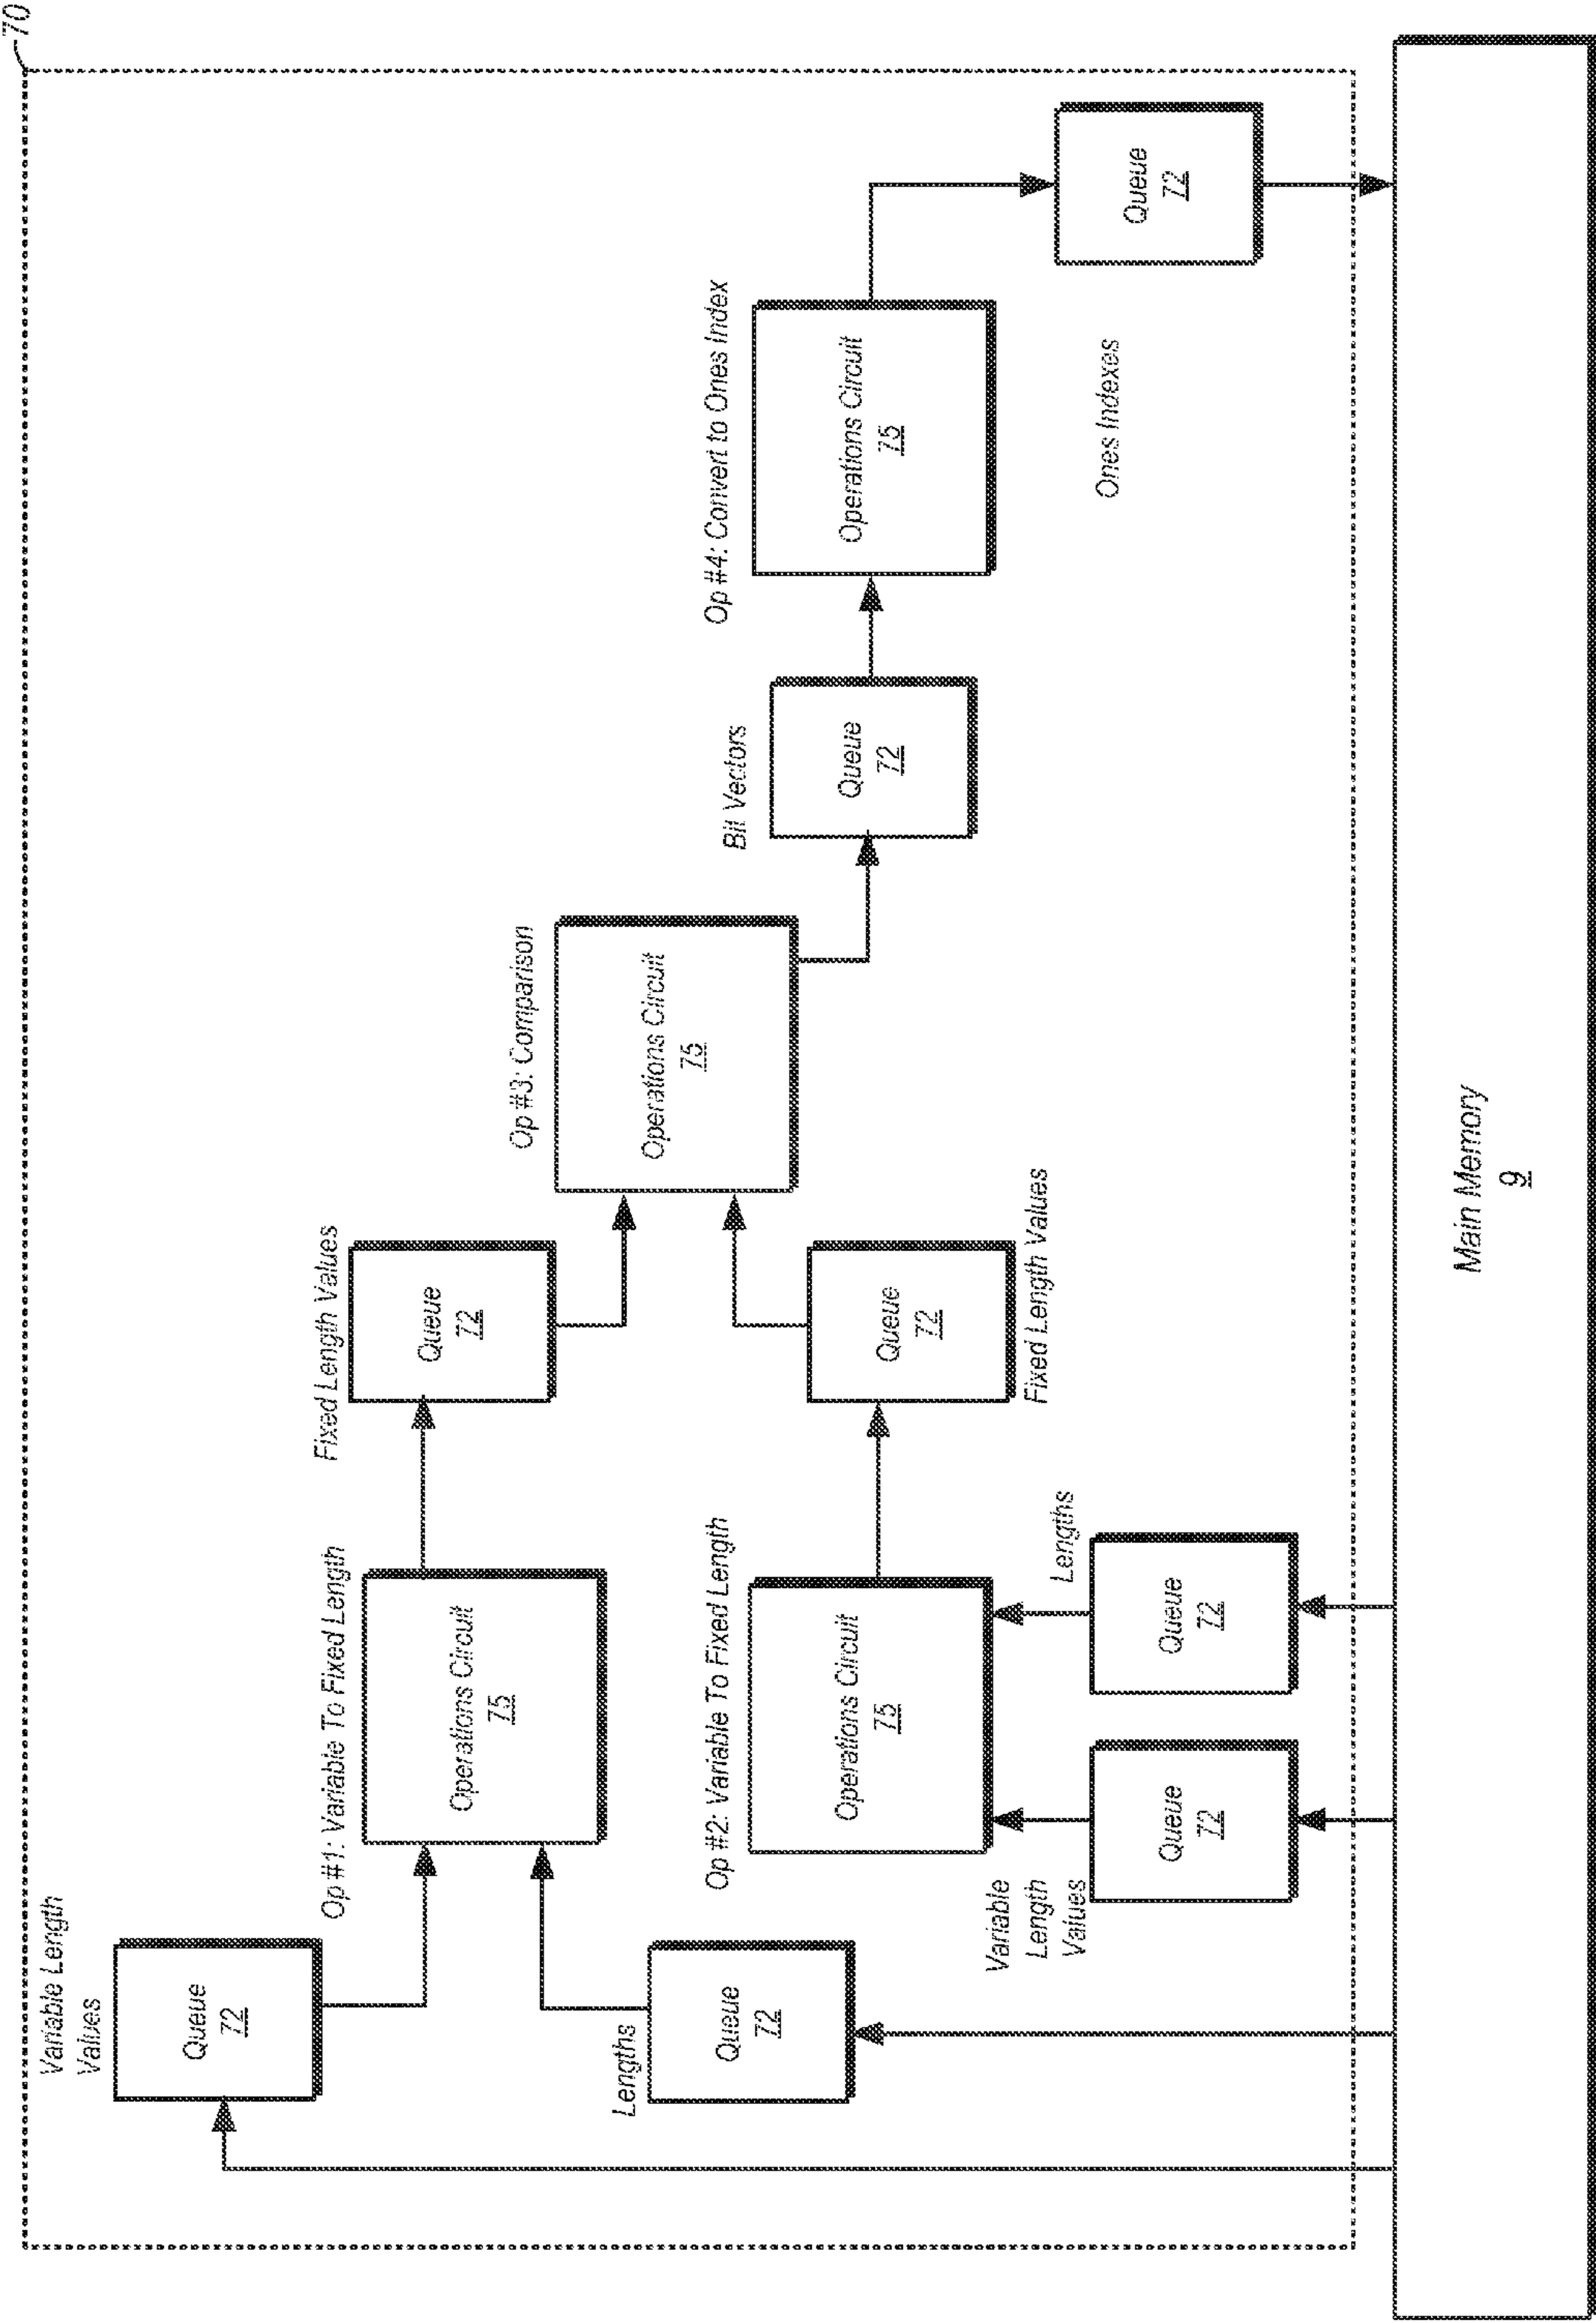 70
Variable Length
Values
Queue
72
Op #1: Variable To Fixed Length
Operations Circuit
75
Fixed Length Values
Queue
72
Lengths
Queue
72
Op #2: Variable To Fixed Length
Operations Circuit
75
Variable
Length
Values
Queue
72
Lengths
Queue
72
Queue
72
Fixed Length Values
Op #3: Comparison
Operations Circuit
75
Bit Vectors
Queue
72
Op #4: Convert to Ones Index
Operations Circuit
75
Ones Indexes
Queue
72
Main Memory
9